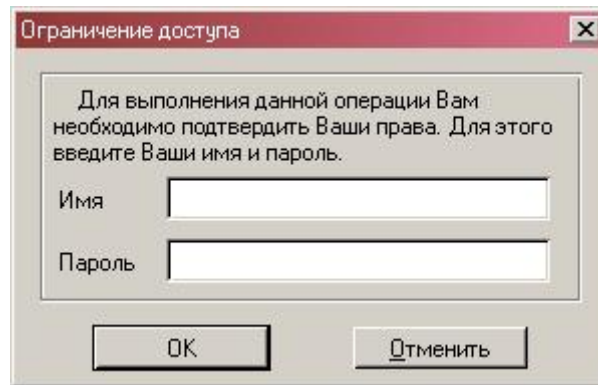 Ограничение доступа
Для выполнения данной операции Вам
необходимо подтвердить Ваши права. Для этого
введите Ваши имя и пароль.
Имя
Пароль
OK
Отменить